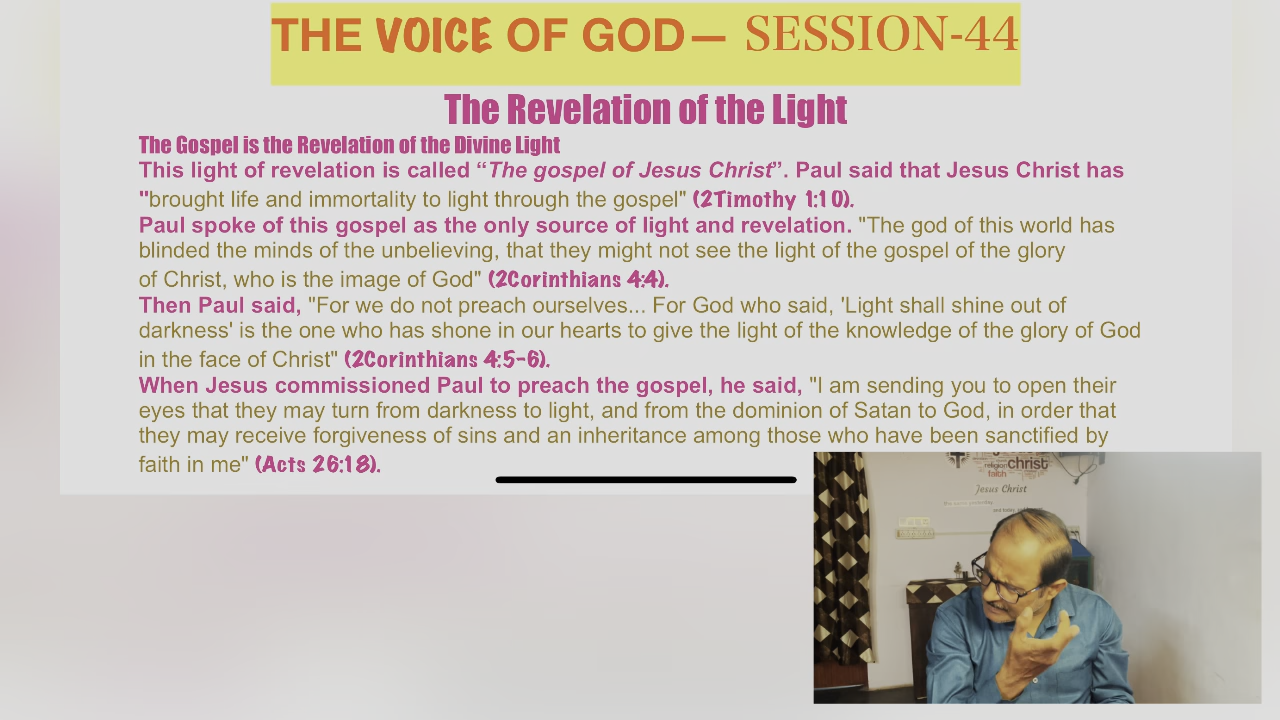 THE VOICE OF GOD— SESSION-44
The Revelation of the Light
The Gospel is the Revelation of the Divine Light
This light of revelation is called “The gospel of Jesus Christ”. Paul said that Jesus Christ has
"brought life and immortality to light through the gospel" (2Timothy 1:10).
Paul spoke of this gospel as the only source of light and revelation. "The god of this world has
blinded the minds of the unbelieving, that they might not see the light of the gospel of the glory
of Christ, who is the image of God" (2Corinthians 4:4).
Then Paul said, "For we do not preach ourselves... For God who said, 'Light shall shine out of
darkness' is the one who has shone in our hearts to give the light of the knowledge of the glory of God
in the face of Christ" (2Corinthians 4:5-6).
When Jesus commissioned Paul to preach the gospel, he said, "I am sending you to open their
eyes that they may turn from darkness to light, and from the dominion of Satan to God, in order that
they may receive forgiveness of sins and an inheritance among those who have been sanctified by
faith in me" (Acts 26:18).
religion christ
faith
Jesus Christ